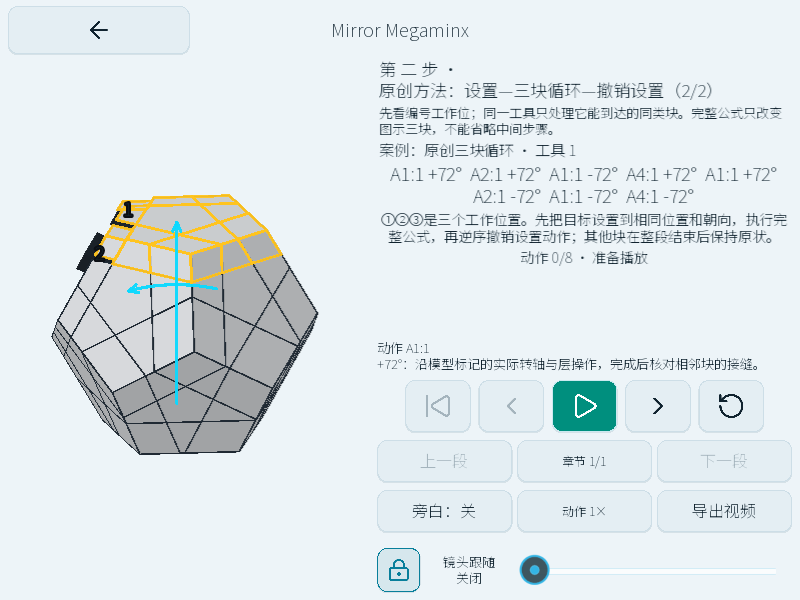 Mirror Megaminx
第 二 步 ·
原创方法：设置—三块循环—撤销设置（2/2）
先看编号工作位；同一工具只处理它能到达的同类块。完整公式只改变
图示三块，不能省略中间步骤。
案例：原创三块循环 · 工具 1
A1:1 +72° A2:1 +72° A1:1 -72° A4:1 +72° A1:1 +72°
A2:1 -72° A1:1 -72° A4:1 -72°
①②③是三个工作位置。先把目标设置到相同位置和朝向，执行完
整公式，再逆序撤销设置动作；其他块在整段结束后保持原状。
动作 0/8 · 准备播放
1
2
动作 A1:1
+72°：沿模型标记的实际转轴与层操作，完成后核对相邻块的接缝。
上一段
章节 1/1
下一段
旁白：关
动作 1×
导出视频
镜头跟随
关闭